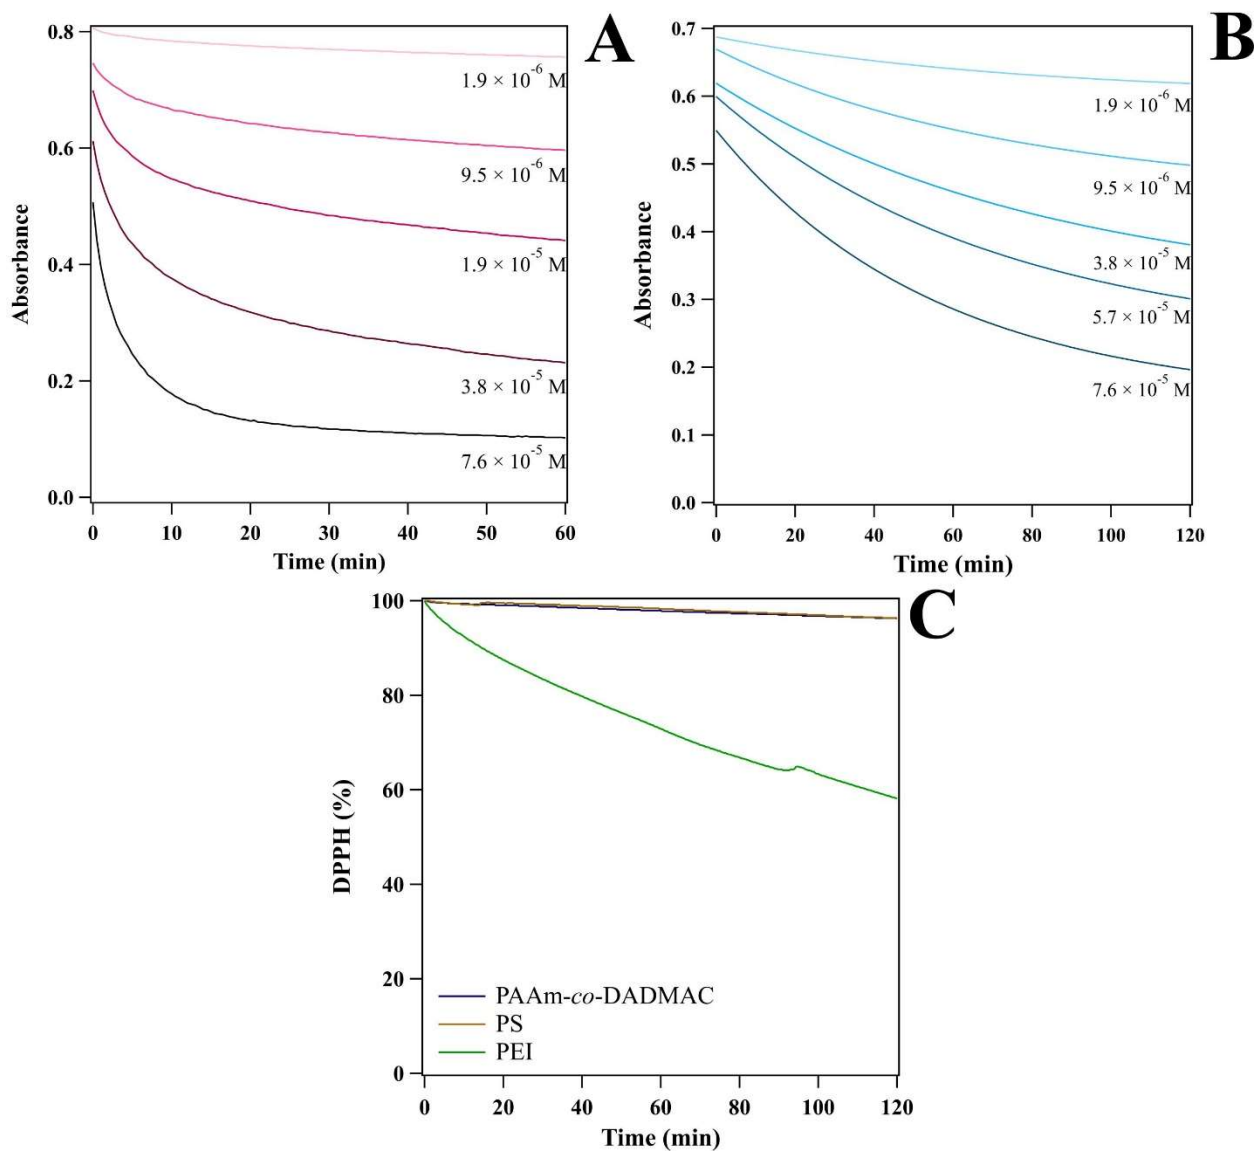 A
0.8
0.6
0.4
0.2
0.0
Absorbance
1.9 × 10⁻⁶ M
9.5 × 10⁻⁶ M
1.9 × 10⁻⁵ M
3.8 × 10⁻⁵ M
7.6 × 10⁻⁵ M
0 10 20 30 40 50 60
Time (min)
B
0.7
0.6
0.5
0.4
0.3
0.2
0.1
0.0
Absorbance
1.9 × 10⁻⁶ M
9.5 × 10⁻⁶ M
3.8 × 10⁻⁵ M
5.7 × 10⁻⁵ M
7.6 × 10⁻⁵ M
0 20 40 60 80 100 120
Time (min)
C
100
80
60
40
20
0
DPPH (%)
PAAm-co-DADMAC
PS
PEI
0 20 40 60 80 100 120
Time (min)